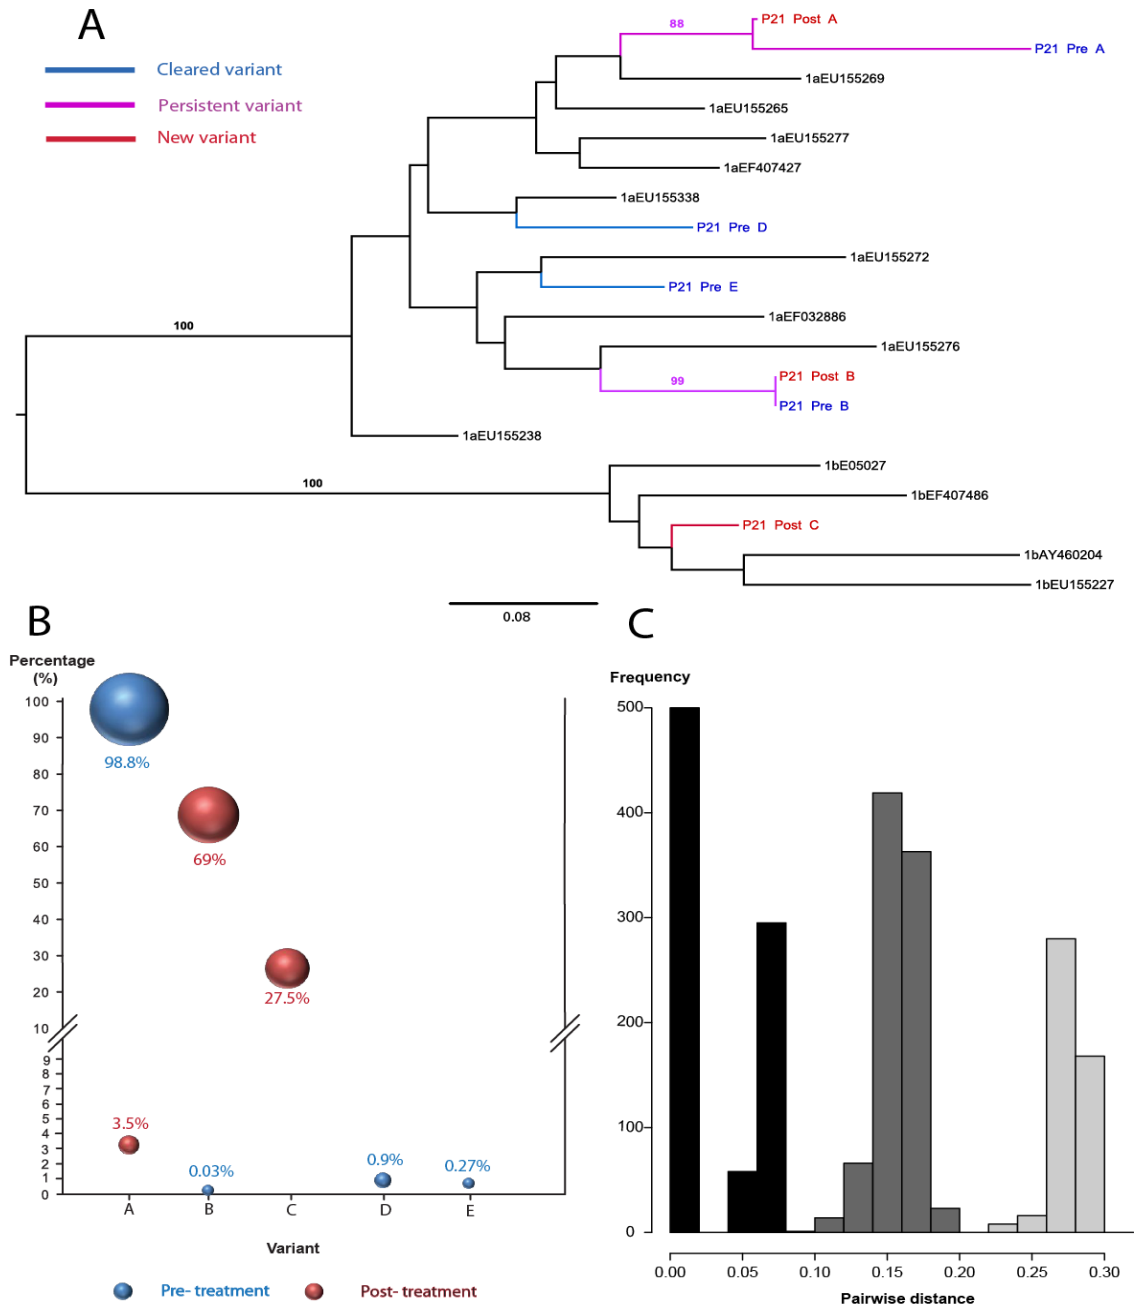 A
Cleared variant
Persistent variant
New variant
88
P21 Post A
P21 Pre A
1aEU155269
1aEU155265
1aEU155277
1aEF407427
1aEU155338
P21 Pre D
1aEU155272
P21 Pre E
1aEF032886
1aEU155276
99
P21 Post B
P21 Pre B
100
1aEU155238
1bE05027
100
1bEF407486
P21 Post C
1bAY460204
1bEU155227
0.08
B
Percentage
(%)
100
90
80
70
60
50
40
30
20
10
9
8
7
6
5
4
3
2
1
0
98.8%
69%
27.5%
3.5%
0.03%
0.9%
0.27%
A B C D E
Variant
Pre- treatment Post- treatment
C
Frequency
500
400
300
200
100
0
0.00 0.05 0.10 0.15 0.20 0.25 0.30
Pairwise distance